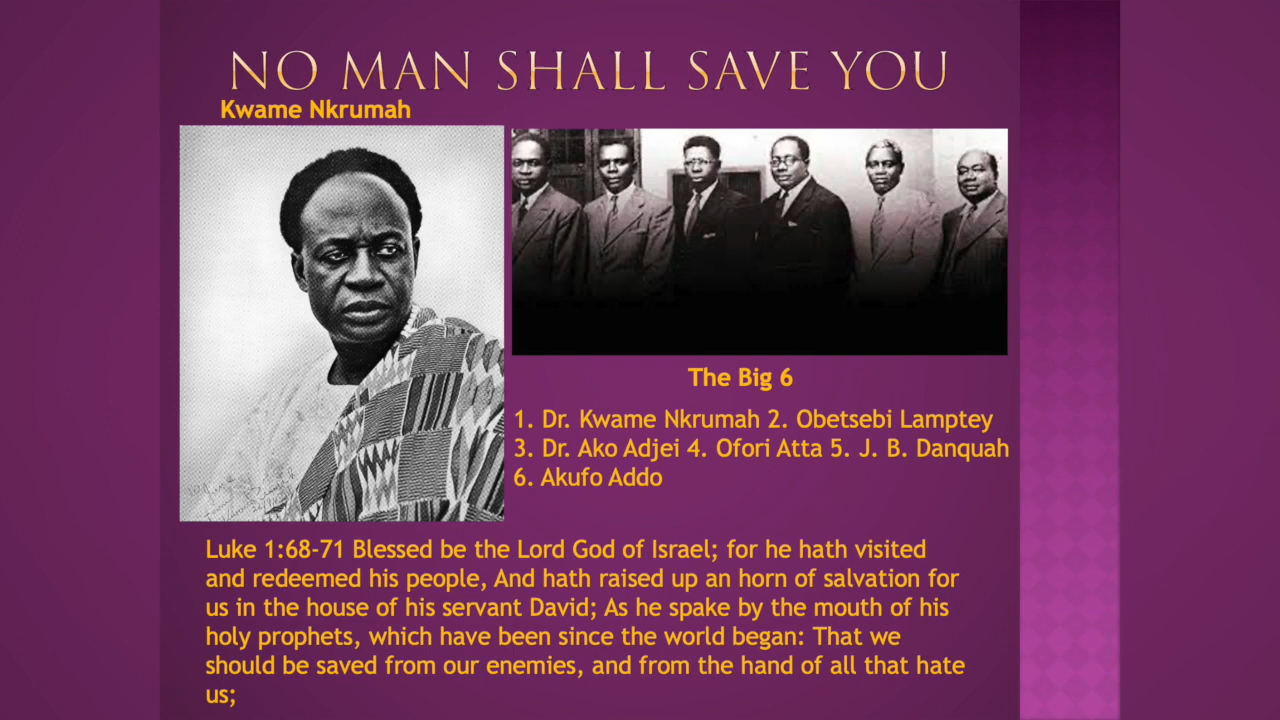 NO MAN SHALL SAVE YOU
Kwame Nkrumah
The Big 6
1. Dr. Kwame Nkrumah 2. Obetsebi Lamptey
3. Dr. Ako Adjei 4. Ofori Atta 5. J. B. Danquah
6. Akufo Addo
Luke 1:68-71 Blessed be the Lord God of Israel; for he hath visited
and redeemed his people, And hath raised up an horn of salvation for
us in the house of his servant David; As he spake by the mouth of his
holy prophets, which have been since the world began: That we
should be saved from our enemies, and from the hand of all that hate
us;